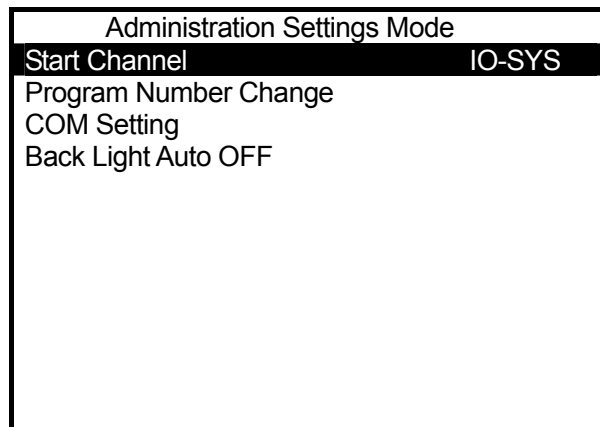 Administration Settings Mode
Start Channel IO-SYS
Program Number Change
COM Setting
Back Light Auto OFF